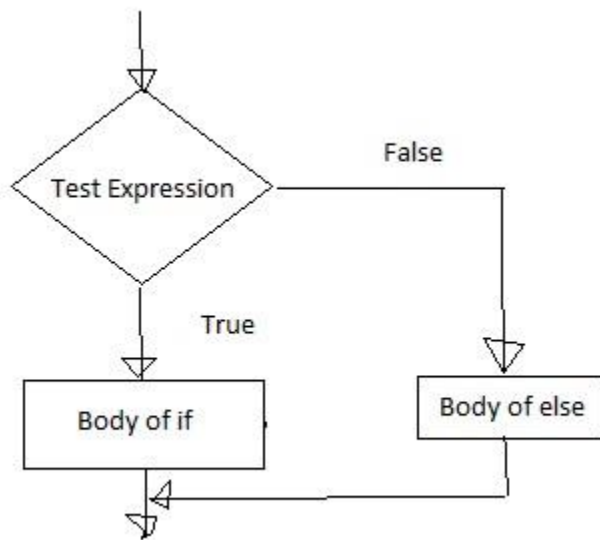 Test Expression
False
True
Body of if
Body of else